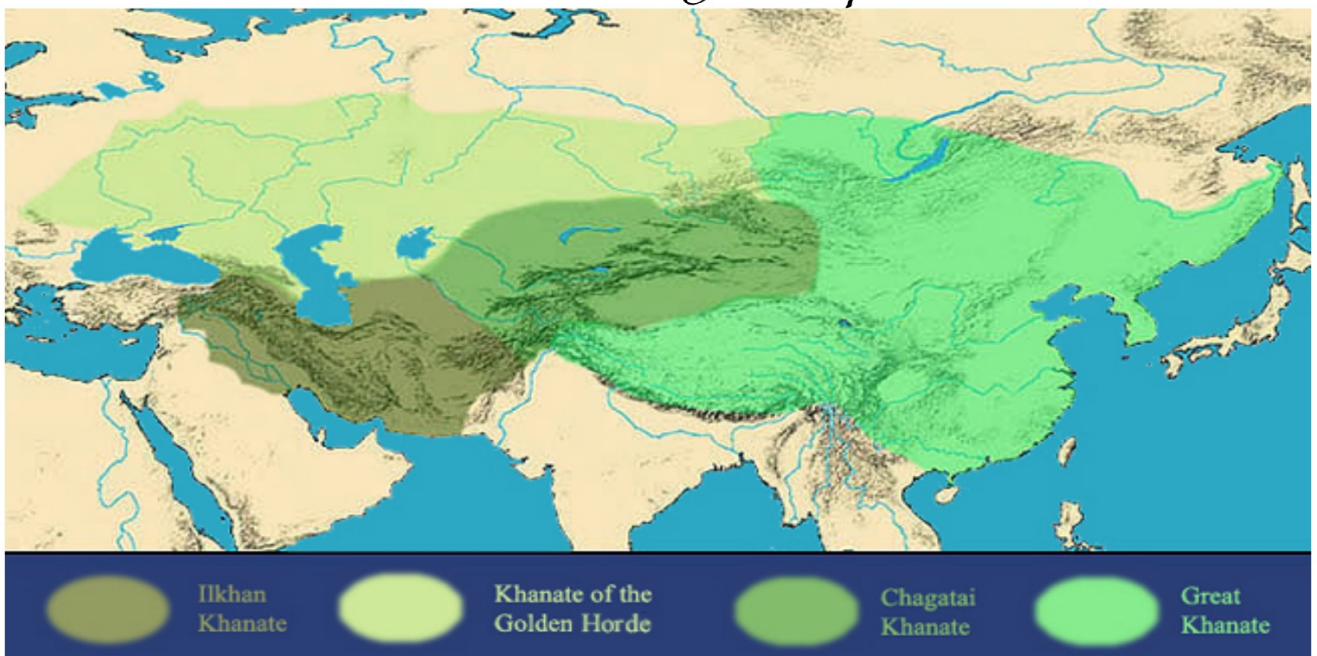 Ilkhan
Khanate
Khanate of the
Golden Horde
Chagatai
Khanate
Great
Khanate